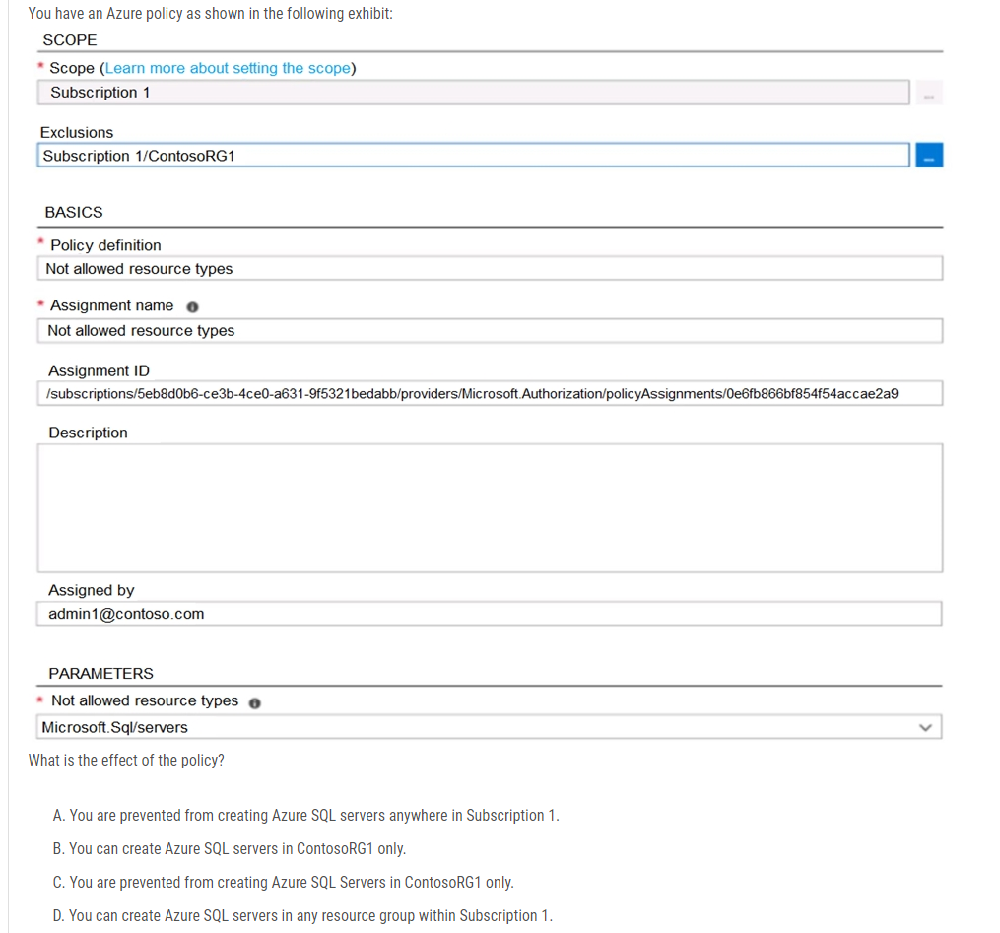 You have an Azure policy as shown in the following exhibit:
SCOPE
* Scope (Learn more about setting the scope)
Subscription 1
...
Exclusions
Subscription 1/ContosoRG1
...
BASICS
* Policy definition
Not allowed resource types
* Assignment name
Not allowed resource types
Assignment ID
/subscriptions/5eb8d0b6-ce3b-4ce0-a631-9f5321bedabb/providers/Microsoft.Authorization/policyAssignments/0e6fb866bf854f54accae2a9
Description
Assigned by
admin1@contoso.com
PARAMETERS
* Not allowed resource types
Microsoft.Sql/servers
What is the effect of the policy?
A. You are prevented from creating Azure SQL servers anywhere in Subscription 1.
B. You can create Azure SQL servers in ContosoRG1 only.
C. You are prevented from creating Azure SQL Servers in ContosoRG1 only.
D. You can create Azure SQL servers in any resource group within Subscription 1.